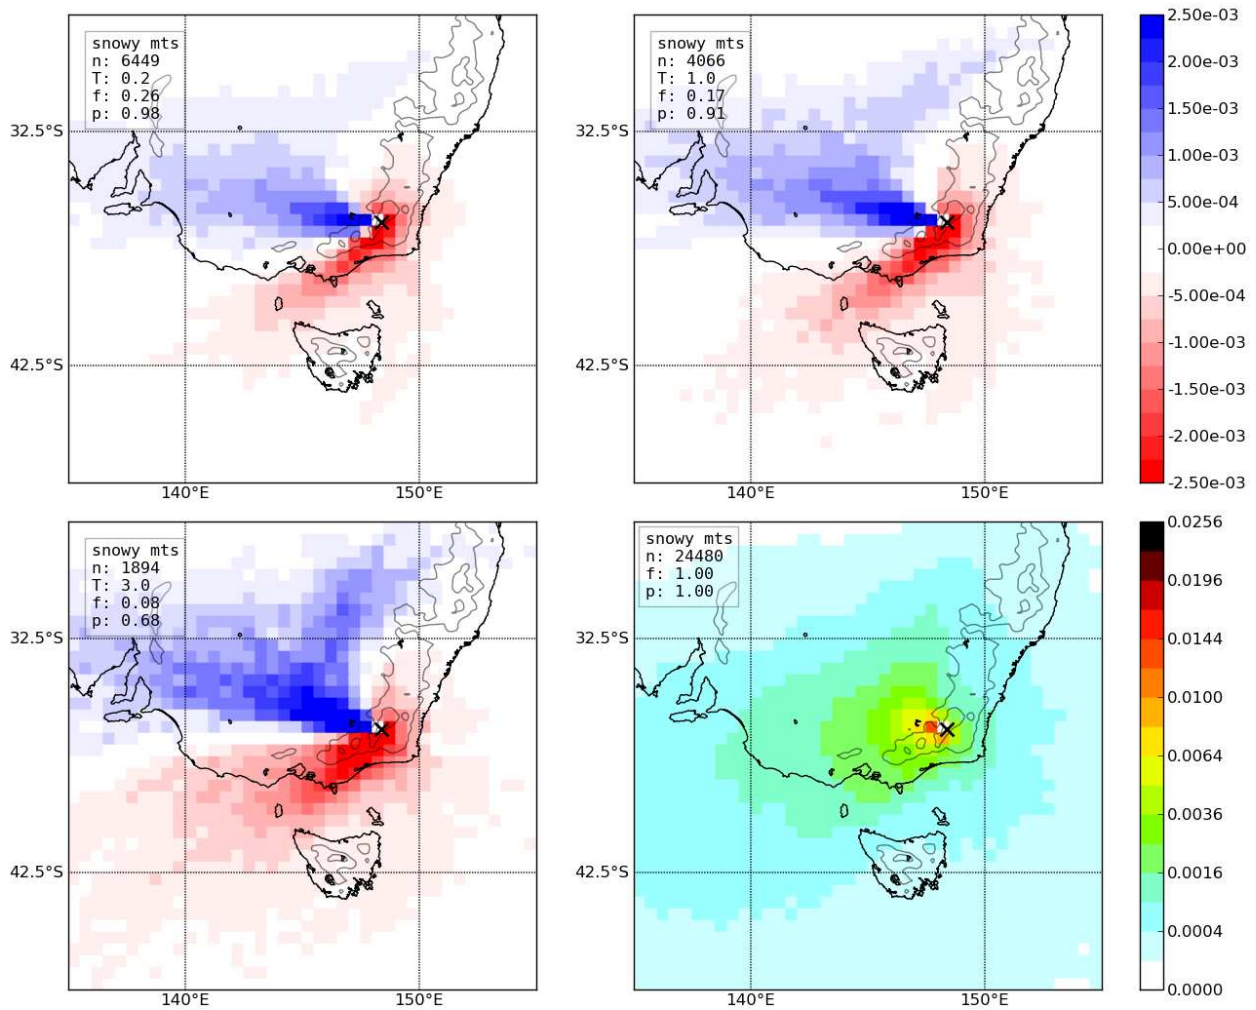 snowy mts
n: 6449
T: 0.2
f: 0.26
p: 0.98
32.5°S
42.5°S
140°E
150°E
snowy mts
n: 4066
T: 1.0
f: 0.17
p: 0.91
32.5°S
42.5°S
140°E
150°E
2.50e-03
2.00e-03
1.50e-03
1.00e-03
5.00e-04
0.00e+00
-5.00e-04
-1.00e-03
-1.50e-03
-2.00e-03
-2.50e-03
snowy mts
n: 1894
T: 3.0
f: 0.08
p: 0.68
32.5°S
42.5°S
140°E
150°E
snowy mts
n: 24480
f: 1.00
p: 1.00
32.5°S
42.5°S
140°E
150°E
0.0256
0.0196
0.0144
0.0100
0.0064
0.0036
0.0016
0.0004
0.0000